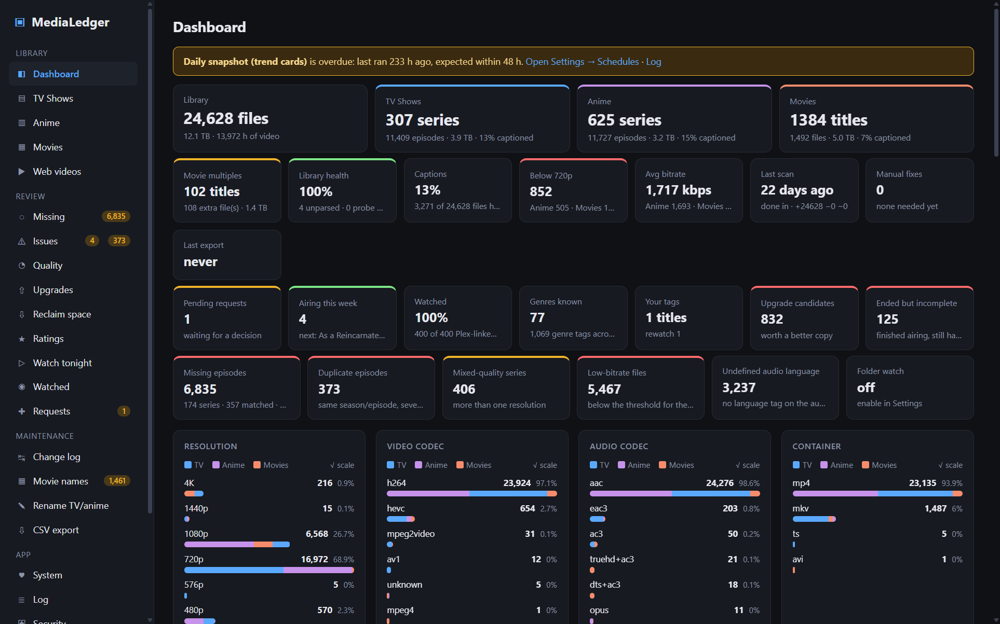 MediaLedger
LIBRARY
Dashboard
TV Shows
Anime
Movies
Web videos
REVIEW
Missing 6,835
Issues 4 373
Quality
Upgrades
Reclaim space
Ratings
Watch tonight
Watched
Requests 1
MAINTENANCE
Change log
Movie names 1,461
Rename TV/anime
CSV export
APP
System
Log
Security
Dashboard
Daily snapshot (trend cards) is overdue: last ran 233 h ago, expected within 48 h. Open Settings → Schedules · Log
Library
24,628 files
12.1 TB · 13,972 h of video
TV Shows
307 series
11,409 episodes · 3.9 TB · 13% captioned
Anime
625 series
11,727 episodes · 3.2 TB · 15% captioned
Movies
1384 titles
1,492 files · 5.0 TB · 7% captioned
Movie multiples
102 titles
108 extra file(s) · 1.4 TB
Library health
100%
4 unparsed · 0 probe ...
Captions
13%
3,271 of 24,628 files h...
Below 720p
852
Anime 505 · Movies 1...
Avg bitrate
1,717 kbps
Anime 1,693 · Movies ...
Last scan
22 days ago
done in · +24628 −0 ~0
Manual fixes
0
none needed yet
Last export
never
Pending requests
1
waiting for a decision
Airing this week
4
next: As a Reincarnate...
Watched
100%
400 of 400 Plex-linke...
Genres known
77
1,069 genre tags acro...
Your tags
1 titles
rewatch 1
Upgrade candidates
832
worth a better copy
Ended but incomplete
125
finished airing, still ha...
Missing episodes
6,835
174 series · 357 matched · ...
Duplicate episodes
373
same season/episode, seve...
Mixed-quality series
406
more than one resolution
Low-bitrate files
5,467
below the threshold for the...
Undefined audio language
3,237
no language tag on the au...
Folder watch
off
enable in Settings
RESOLUTION
TV Anime Movies √ scale
4K 216 0.9%
1440p 15 0.1%
1080p 6,568 26.7%
720p 16,972 68.9%
576p 5 0%
480p 570 2.3%
VIDEO CODEC
TV Anime Movies √ scale
h264 23,924 97.1%
hevc 654 2.7%
mpeg2video 31 0.1%
av1 12 0%
unknown 5 0%
mpeg4 1 0%
AUDIO CODEC
TV Anime Movies √ scale
aac 24,276 98.6%
eac3 203 0.8%
ac3 50 0.2%
truehd+ac3 21 0.1%
dts+ac3 18 0.1%
opus 11 0%
CONTAINER
TV Anime Movies √ scale
mp4 23,135 93.9%
mkv 1,487 6%
ts 5 0%
avi 1 0%